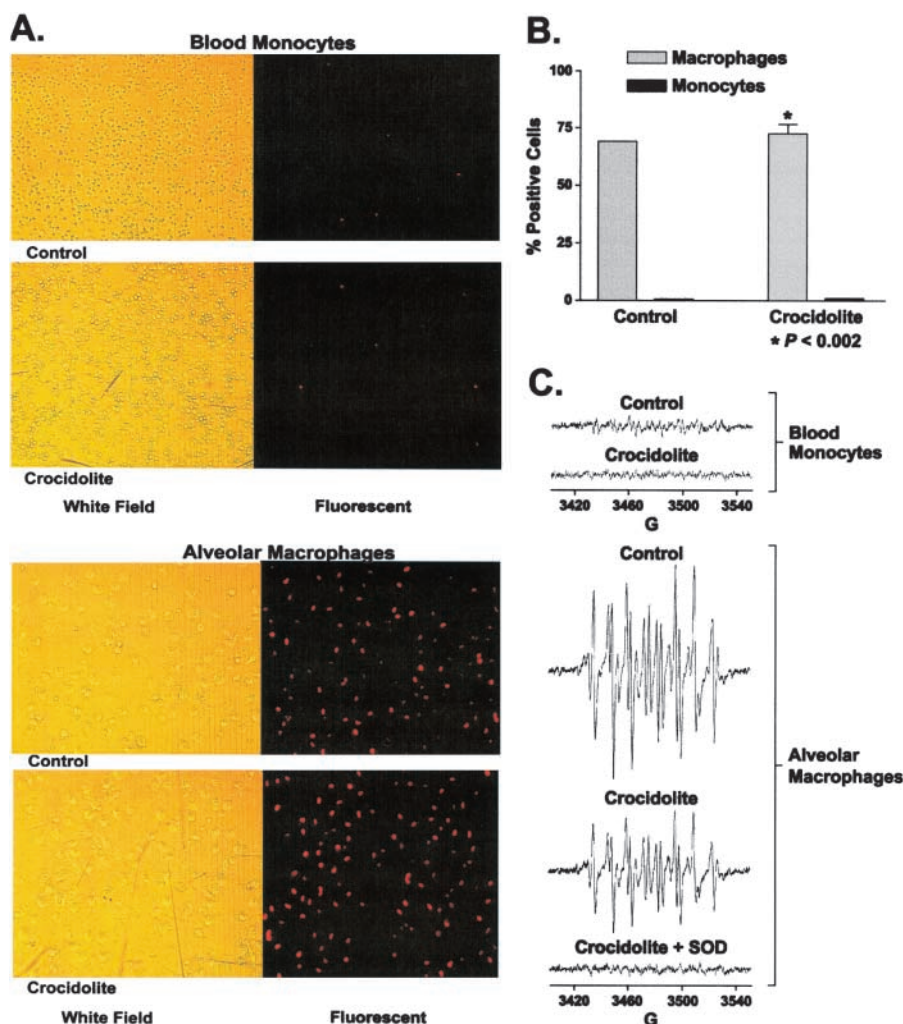 A.
Blood Monocytes
Control
Crocidolite
White Field Fluorescent
Alveolar Macrophages
Control
Crocidolite
White Field Fluorescent
B.
Macrophages
Monocytes
% Positive Cells
100
75
50
25
0
*
Control Crocidolite
* P < 0.002
C.
Control
Crocidolite
Blood
Monocytes
3420 3460 3500 3540
G
Control
Crocidolite
Alveolar
Macrophages
Crocidolite + SOD
3420 3460 3500 3540
G